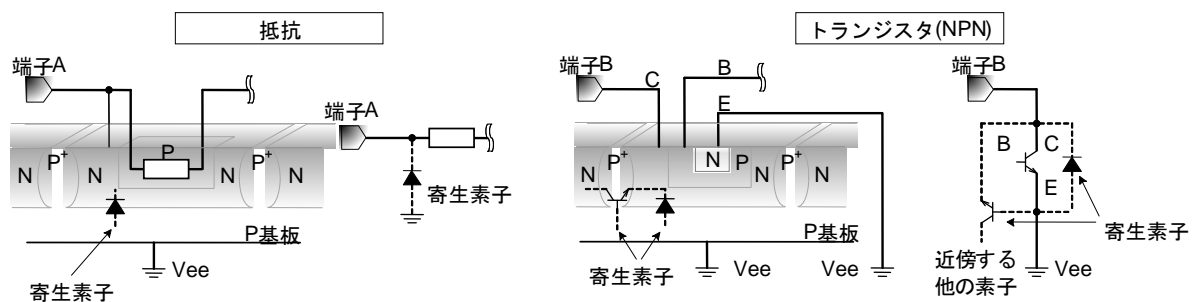 抵抗
トランジスタ(NPN)
端子A
端子A
P
N
P+
N
N
P+
N
寄生素子
P基板
寄生素子
Vee
端子B
C
B
E
N
P+
N
P
P+
N
N
P基板
寄生素子
Vee
Vee
端子B
B
C
E
寄生素子
近傍する
他の素子
Vee